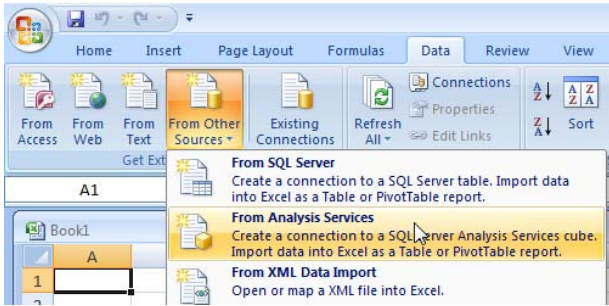 Home Insert Page Layout Formulas Data Review View
Connections
Properties
Edit Links
From Access
From Web
From Text
From Other Sources
Existing Connections
Refresh All
Sort
Get Ext
A1
From SQL Server
Create a connection to a SQL Server table. Import data
into Excel as a Table or PivotTable report.
From Analysis Services
Create a connection to a SQL Server Analysis Services cube.
Import data into Excel as a Table or PivotTable report.
From XML Data Import
Open or map a XML file into Excel.
Book1
A
1